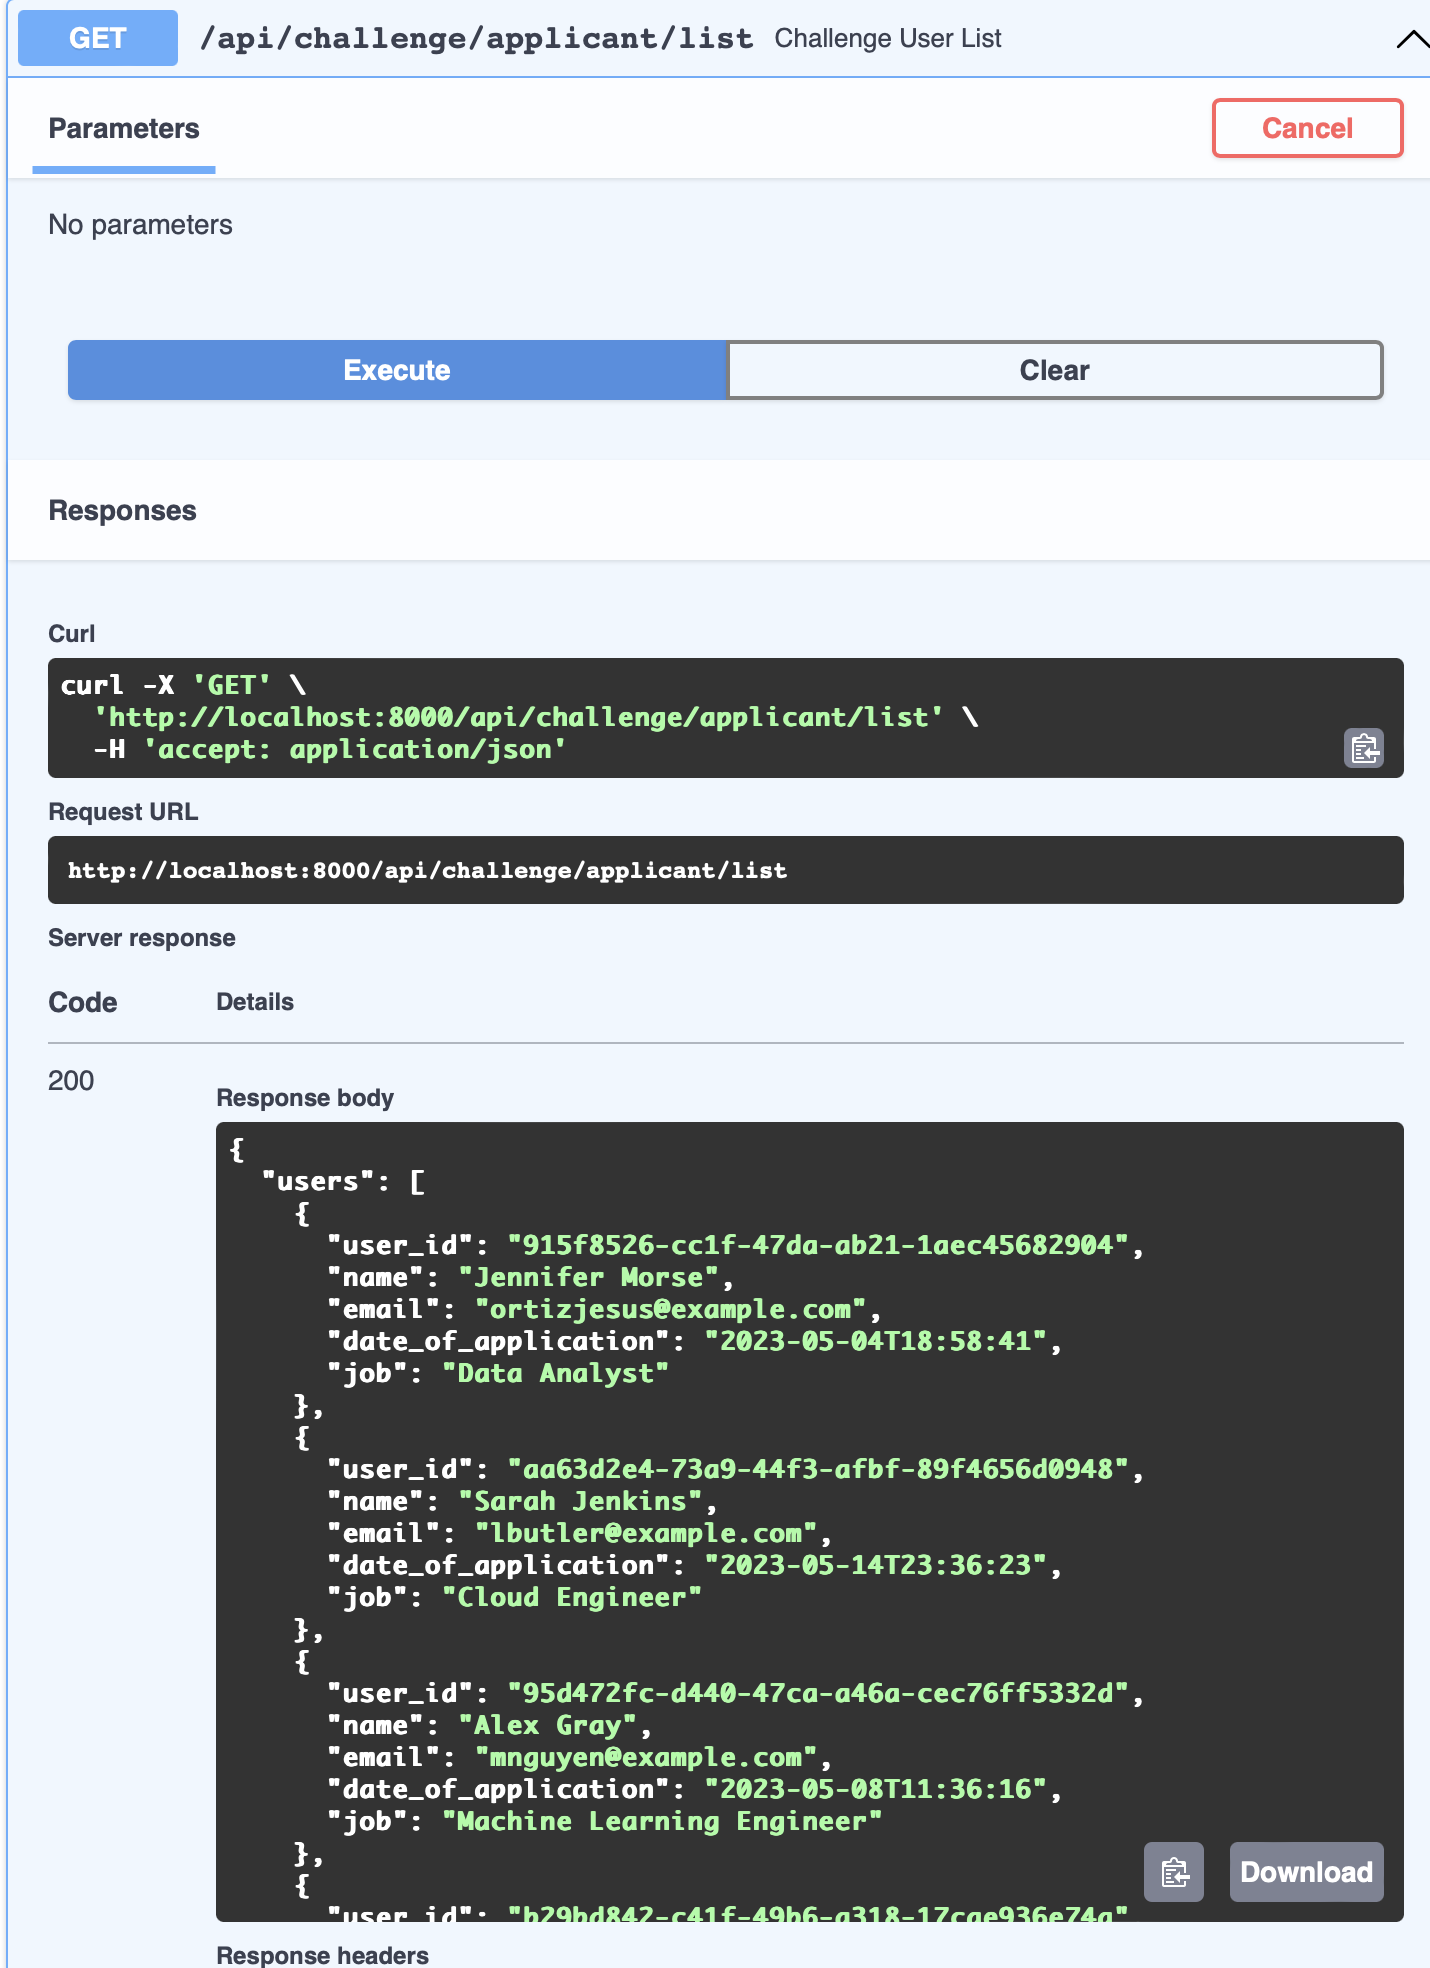 GET /api/challenge/applicant/list Challenge User List
Parameters
Cancel
No parameters
Execute
Clear
Responses
Curl
curl -X 'GET' \
  'http://localhost:8000/api/challenge/applicant/list' \
  -H 'accept: application/json'
Request URL
http://localhost:8000/api/challenge/applicant/list
Server response
Code Details
200
Response body
{
  "users": [
    {
      "user_id": "915f8526-cc1f-47da-ab21-1aec45682904",
      "name": "Jennifer Morse",
      "email": "ortizjesus@example.com",
      "date_of_application": "2023-05-04T18:58:41",
      "job": "Data Analyst"
    },
    {
      "user_id": "aa63d2e4-73a9-44f3-afbf-89f4656d0948",
      "name": "Sarah Jenkins",
      "email": "lbutler@example.com",
      "date_of_application": "2023-05-14T23:36:23",
      "job": "Cloud Engineer"
    },
    {
      "user_id": "95d472fc-d440-47ca-a46a-cec76ff5332d",
      "name": "Alex Gray",
      "email": "mnguyen@example.com",
      "date_of_application": "2023-05-08T11:36:16",
      "job": "Machine Learning Engineer"
    },
    {
      "user_id": "b29bd842-c41f-49b6-a318-17cae936e74a"
Download
Response headers